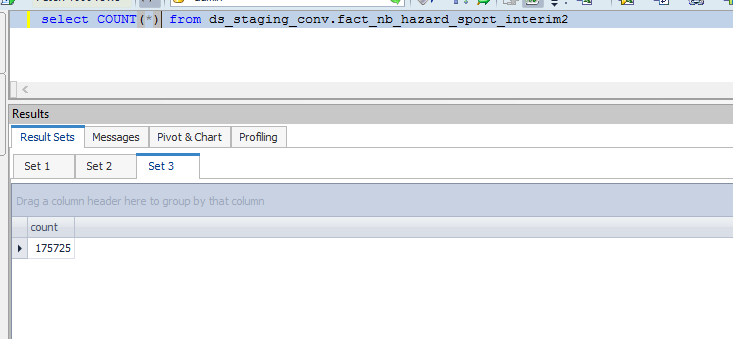 select COUNT(*) from ds_staging_conv.fact_nb_hazard_sport_interim2
Results
Result Sets Messages Pivot & Chart Profiling
Set 1 Set 2 Set 3
Drag a column header here to group by that column
count
175725